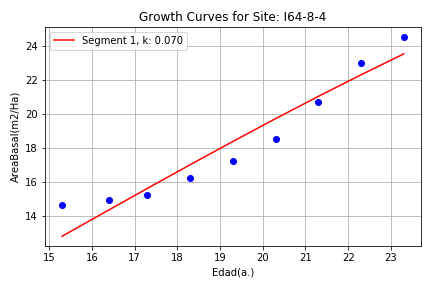 Growth Curves for Site: I64-8-4
Segment 1, k: 0.070
AreaBasal(m2/Ha)
24
22
20
18
16
14
15 16 17 18 19 20 21 22 23
Edad(a.)